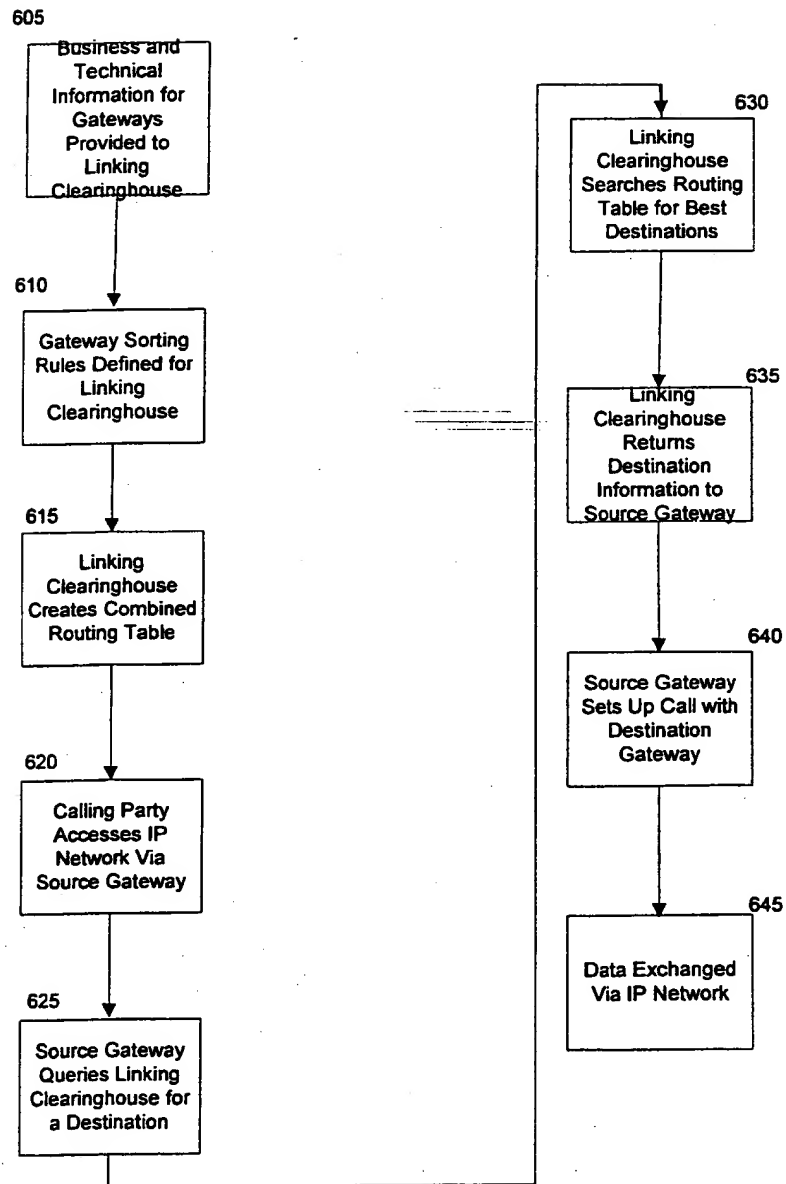 605
Business and
Technical
Information for
Gateways
Provided to
Linking
Clearinghouse
610
Gateway Sorting
Rules Defined for
Linking
Clearinghouse
615
Linking
Clearinghouse
Creates Combined
Routing Table
620
Calling Party
Accesses IP
Network Via
Source Gateway
625
Source Gateway
Queries Linking
Clearinghouse for
a Destination
630
Linking
Clearinghouse
Searches Routing
Table for Best
Destinations
635
Linking
Clearinghouse
Returns
Destination
Information to
Source Gateway
640
Source Gateway
Sets Up Call with
Destination
Gateway
645
Data Exchanged
Via IP Network